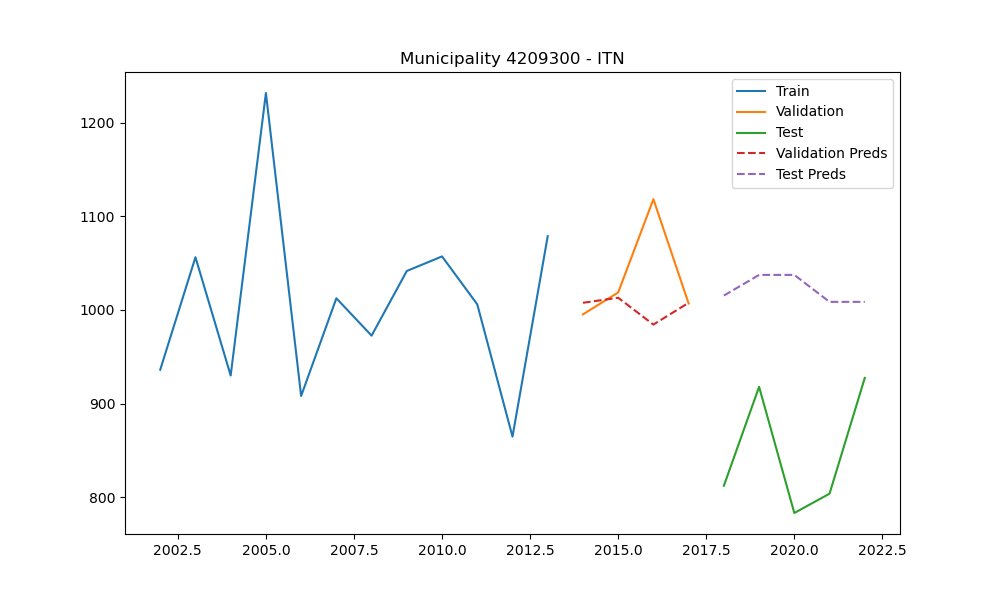 Municipality 4209300 - ITN
1200
1100
1000
900
800
Train
Validation
Test
Validation Preds
Test Preds
2002.5 2005.0 2007.5 2010.0 2012.5 2015.0 2017.5 2020.0 2022.5